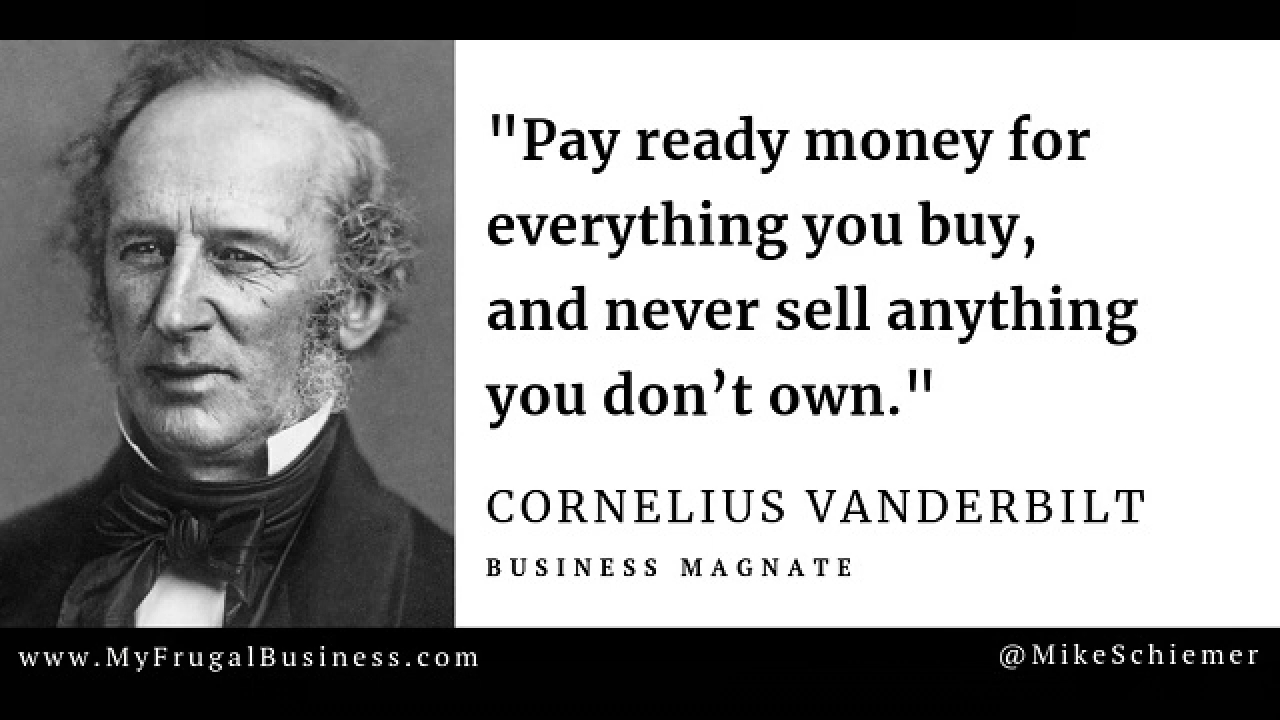 "Pay ready money for
everything you buy,
and never sell anything
you don’t own."
CORNELIUS VANDERBILT
BUSINESS MAGNATE
www.MyFrugalBusiness.com
@MikeSchiemer